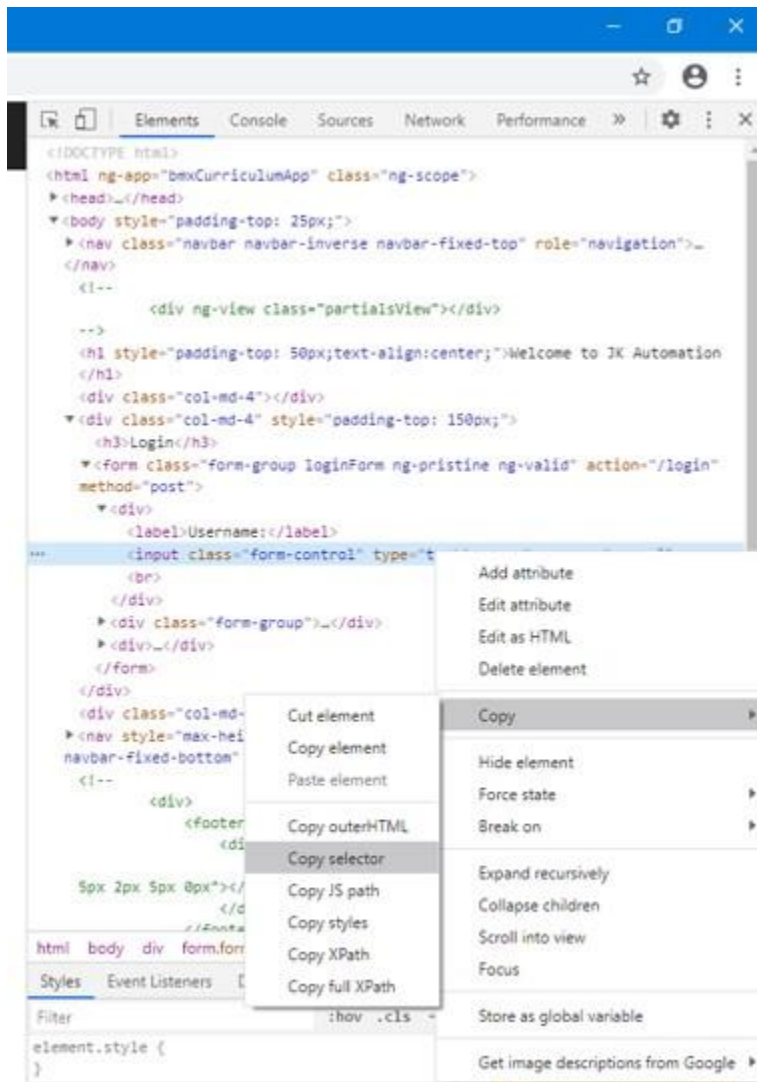 Elements Console Sources Network Performance »
<!DOCTYPE html>
<html ng-app="bmxCurriculumApp" class="ng-scope">
▶<head>…</head>
▼<body style="padding-top: 25px;">
▶<nav class="navbar navbar-inverse navbar-fixed-top" role="navigation">…
</nav>
<!--
<div ng-view class="partialsView"></div>
-->
<h1 style="padding-top: 50px;text-align:center;">Welcome to JK Automation
</h1>
<div class="col-md-4"></div>
▼<div class="col-md-4" style="padding-top: 150px;">
<h3>Login</h3>
▼<form class="form-group loginForm ng-pristine ng-valid" action="/login"
method="post">
▼<div>
<label>Username:</label>
<input class="form-control" type="t
<br>
</div>
▶<div class="form-group">…</div>
▶<div>…</div>
</form>
</div>
<div class="col-md-
▶<nav style="max-hei
navbar-fixed-bottom"
<!--
<div>
<footer
<di
5px 2px 5px 0px"></
</d
</foote
html body div form.for
Styles Event Listeners
Filter :hov .cls
element.style {
}
Add attribute
Edit attribute
Edit as HTML
Delete element
Copy
Hide element
Force state
Break on
Expand recursively
Collapse children
Scroll into view
Focus
Store as global variable
Get image descriptions from Google
Cut element
Copy element
Paste element
Copy outerHTML
Copy selector
Copy JS path
Copy styles
Copy XPath
Copy full XPath